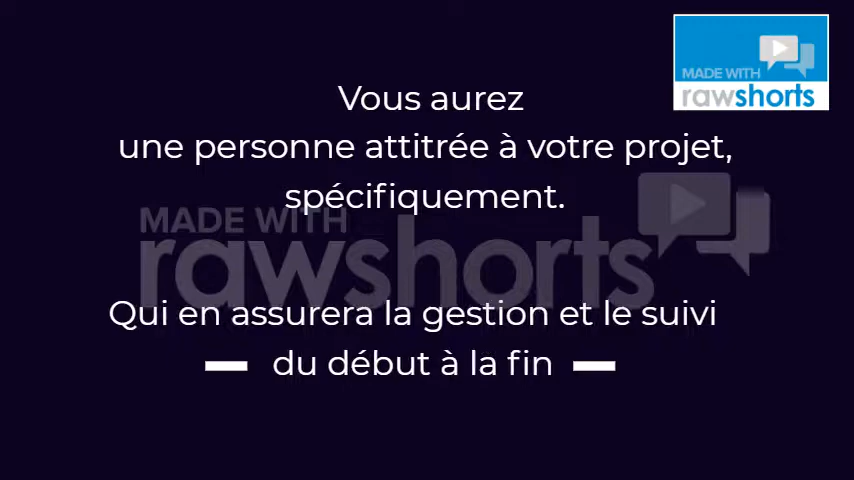 MADE WITH
rawshorts
Vous aurez
une personne attitrée à votre projet,
spécifiquement.
MADE WITH
rawshorts
Qui en assurera la gestion et le suivi
du début à la fin